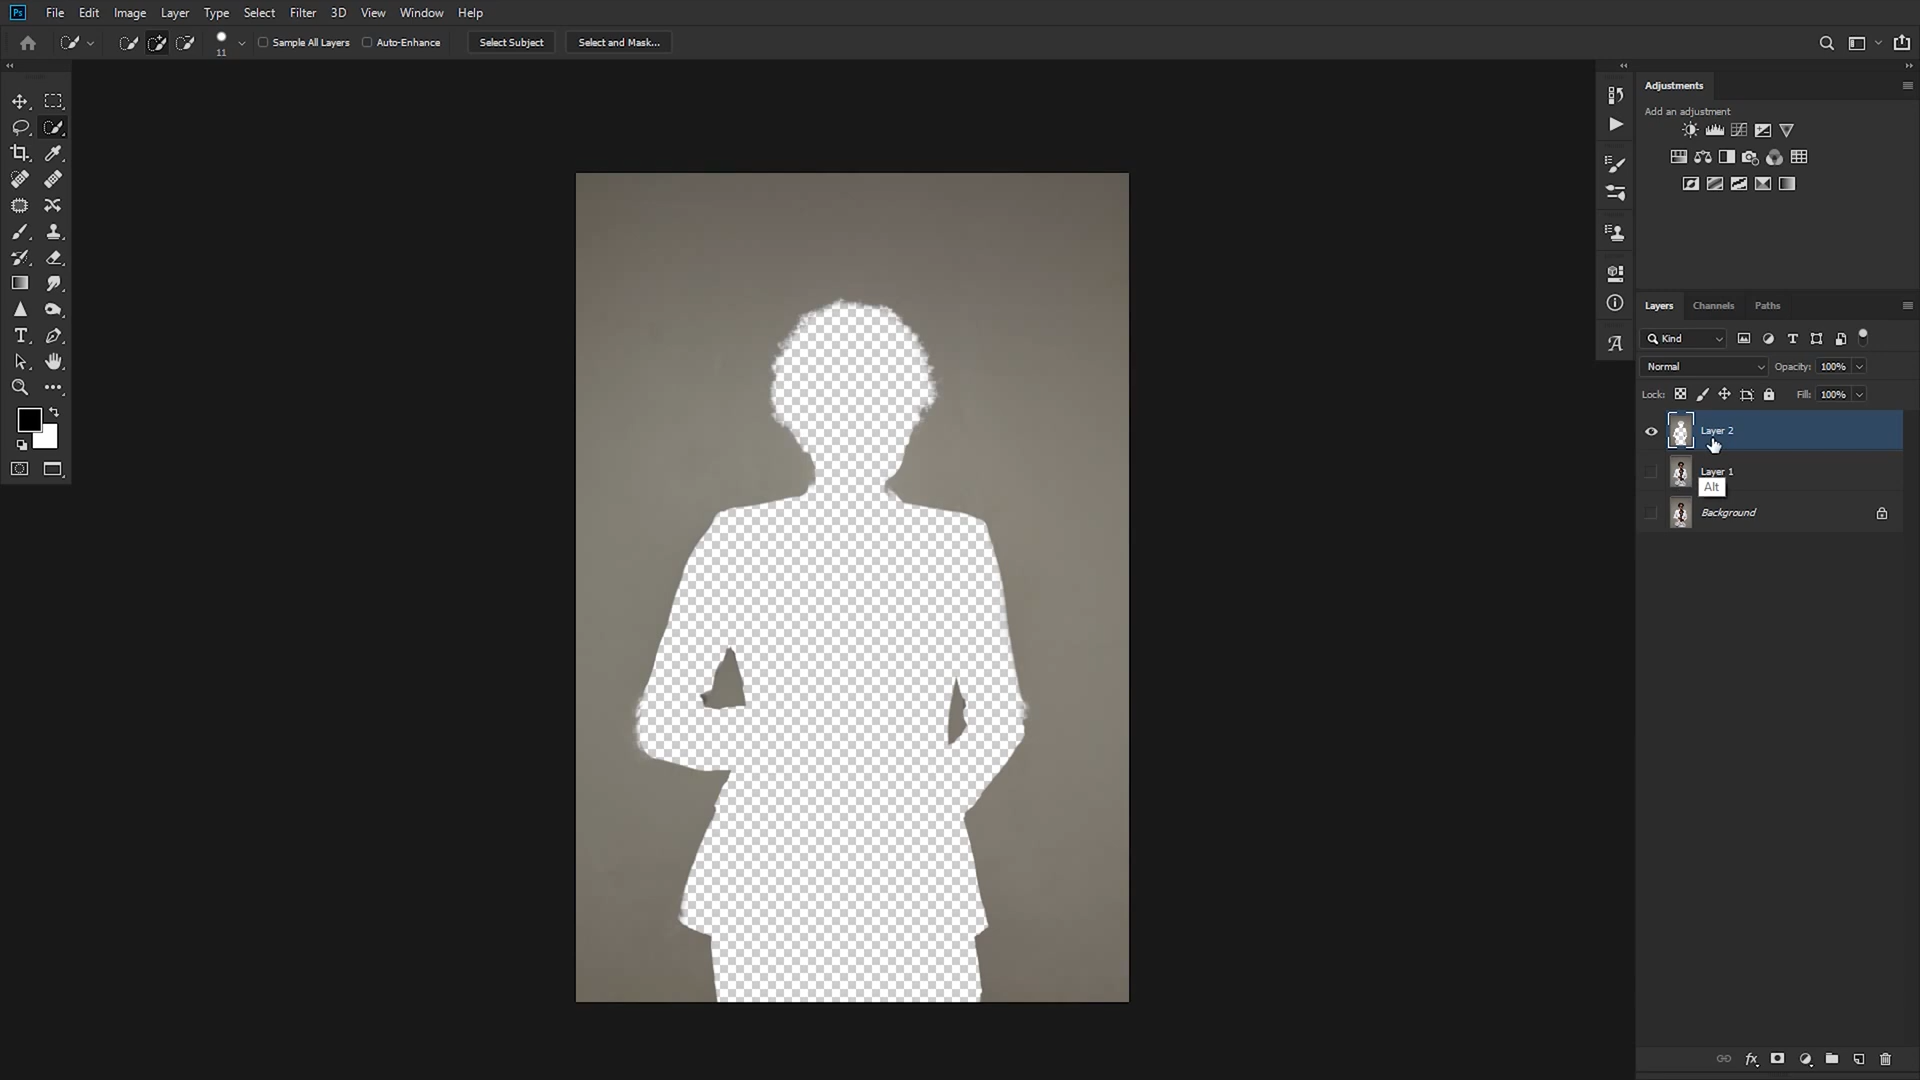 Ps File Edit Image Layer Type Select Filter 3D View Window Help
11 Sample All Layers Auto-Enhance Select Subject Select and Mask...
Adjustments
Add an adjustment
Layers Channels Paths
Kind
Normal Opacity: 100%
Lock: Fill: 100%
Layer 2
Layer 1
Alt
Background